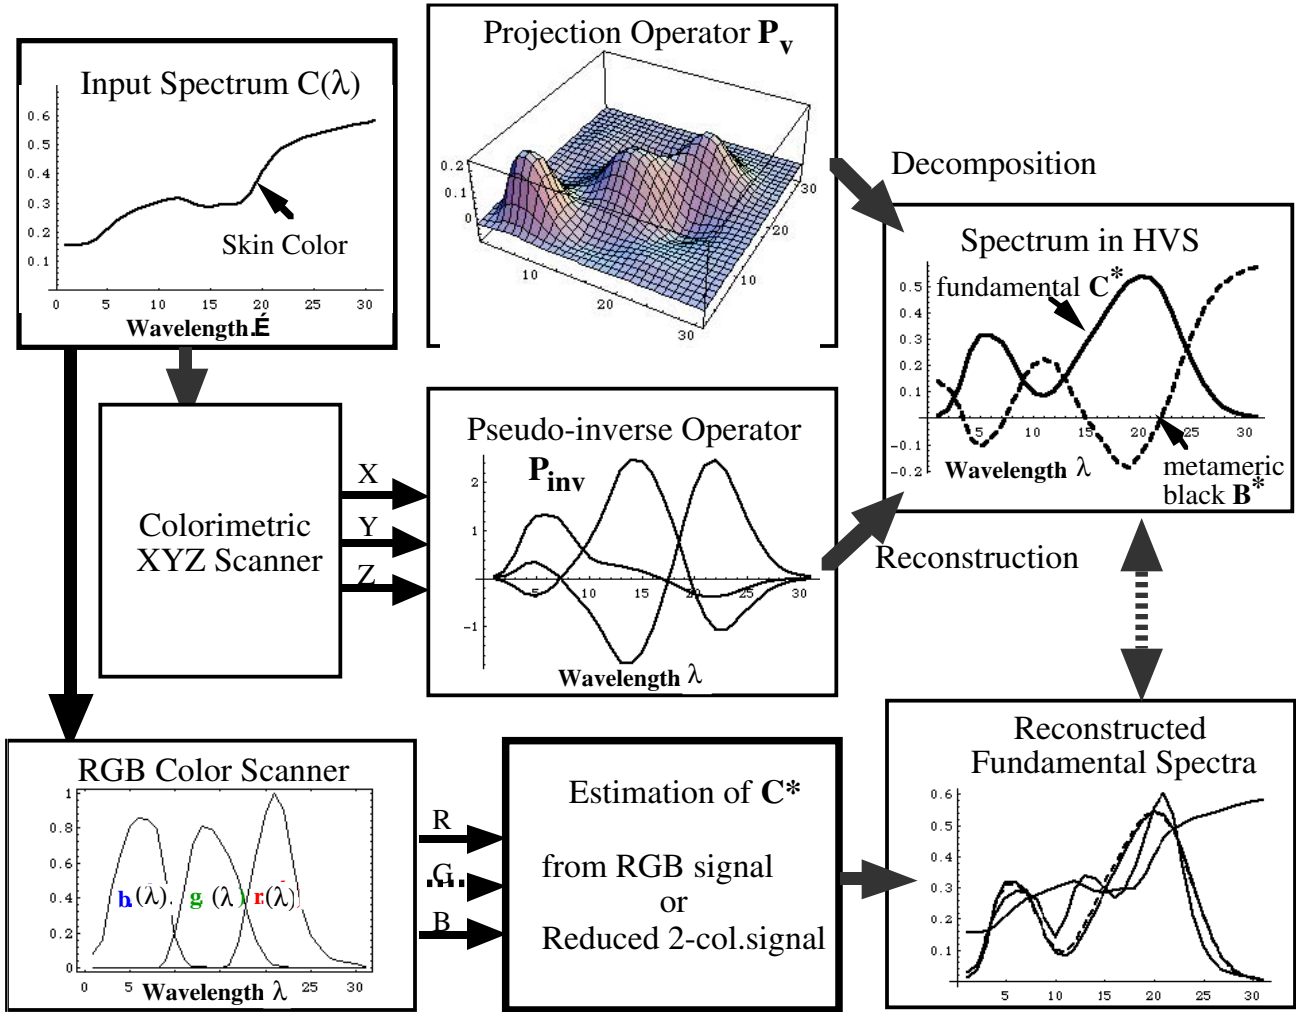 Input Spectrum C(λ)
0.6
0.5
0.4
0.3
0.2
0.1
Skin Color
0 5 10 15 20 25 30
Wavelength.É
Projection Operator Pv
0.2
0.1
0
10
20
30
10
20
30
Decomposition
Spectrum in HVS
fundamental C*
0.5
0.4
0.3
0.2
0.1
-0.1
-0.2
5 10 15 20 25 30
Wavelength λ
metameric
black B*
Colorimetric
XYZ Scanner
X
Y
Z
Pseudo-inverse Operator
Pinv
2
1
-1
5 10 15 20 25 30
Wavelength λ
Reconstruction
RGB Color Scanner
1
0.8
0.6
0.4
0.2
0
b.(λ). g. (λ) r.(λ)
0 5 15 25 30
Wavelength λ
R
G
B
Estimation of C*
from RGB signal
or
Reduced 2-col.signal
Reconstructed
Fundamental Spectra
0.6
0.5
0.4
0.3
0.2
0.1
5 10 15 20 25 30